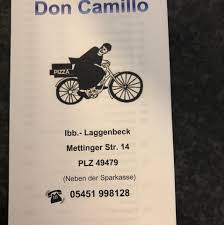 Don Camillo
PIZZA
Ibb.- Laggenbeck
Mettinger Str. 14
PLZ 49479
(Neben der Sparkasse)
05451 998128